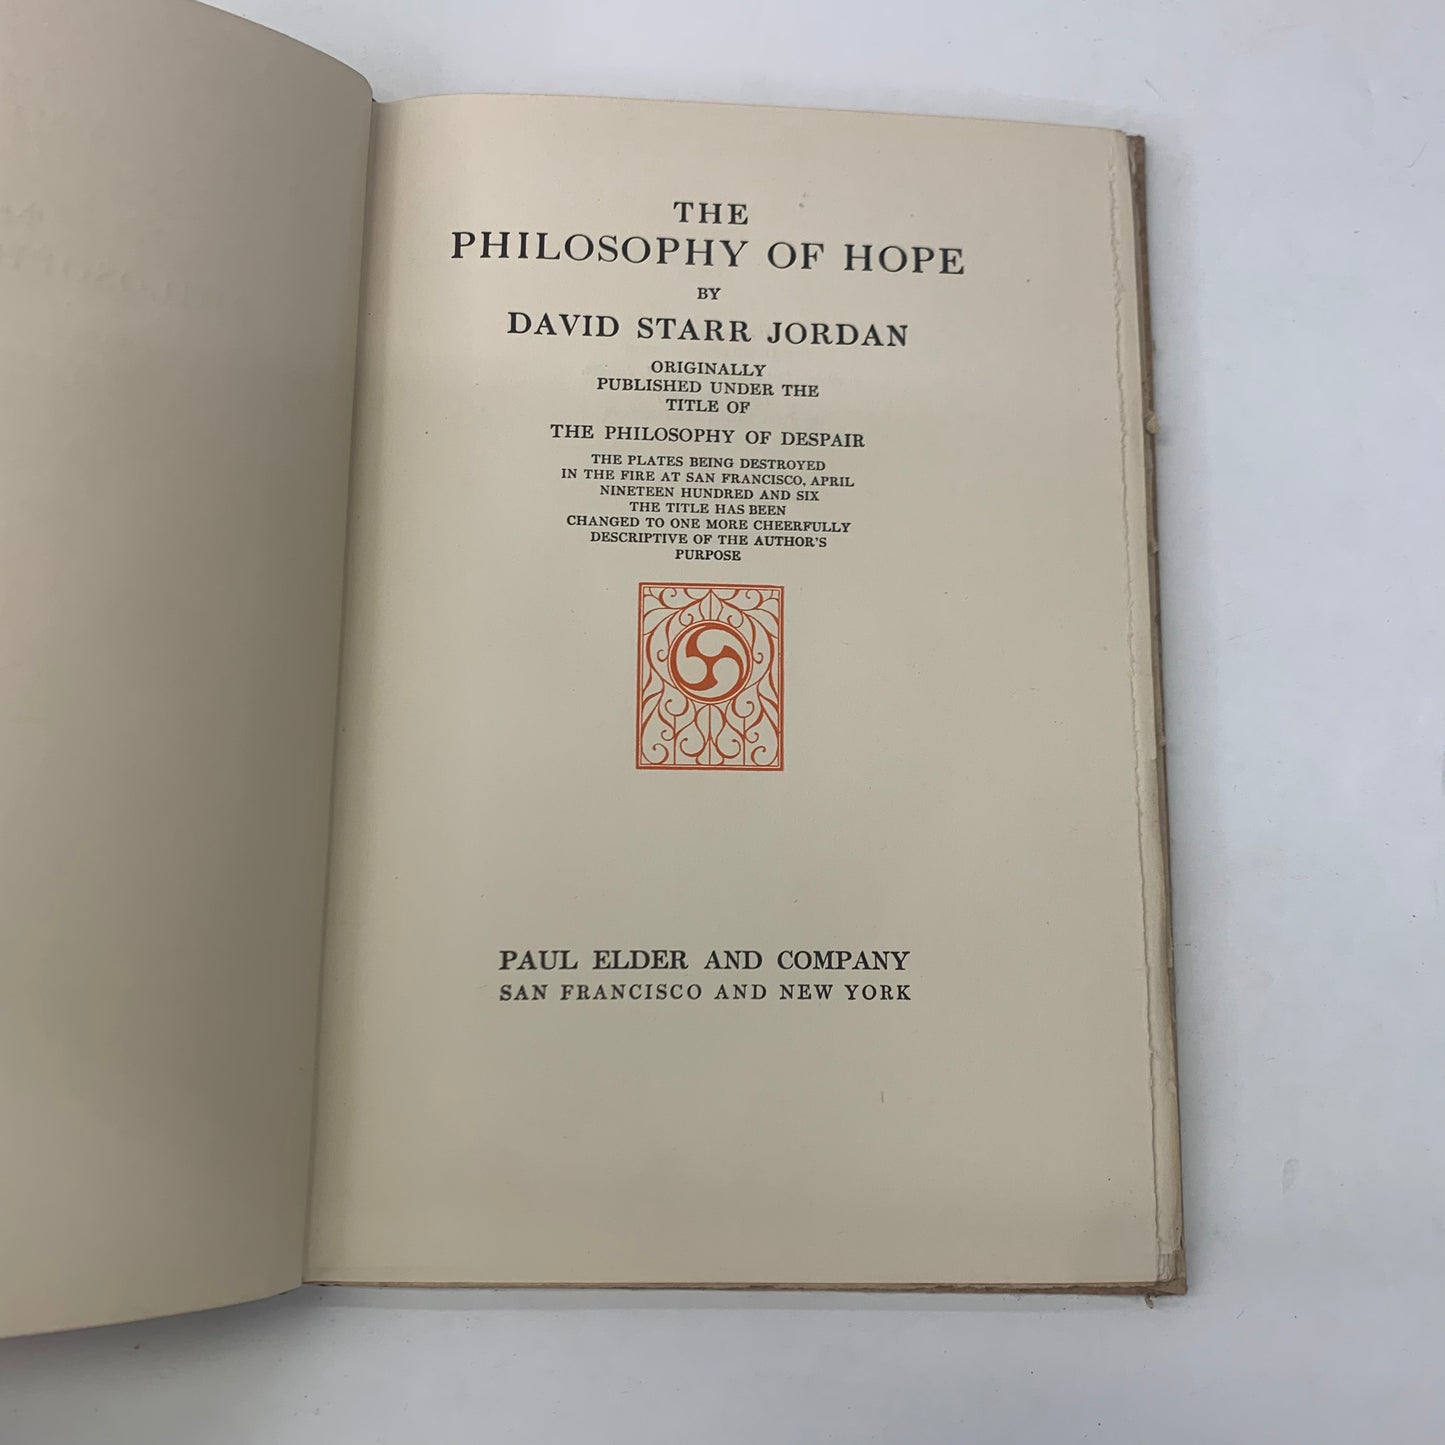 THE
PHILOSOPHY OF HOPE
BY
DAVID STARR JORDAN
ORIGINALLY
PUBLISHED UNDER THE
TITLE OF
THE PHILOSOPHY OF DESPAIR
THE PLATES BEING DESTROYED
IN THE FIRE AT SAN FRANCISCO, APRIL
NINETEEN HUNDRED AND SIX
THE TITLE HAS BEEN
CHANGED TO ONE MORE CHEERFULLY
DESCRIPTIVE OF THE AUTHOR'S
PURPOSE
PAUL ELDER AND COMPANY
SAN FRANCISCO AND NEW YORK